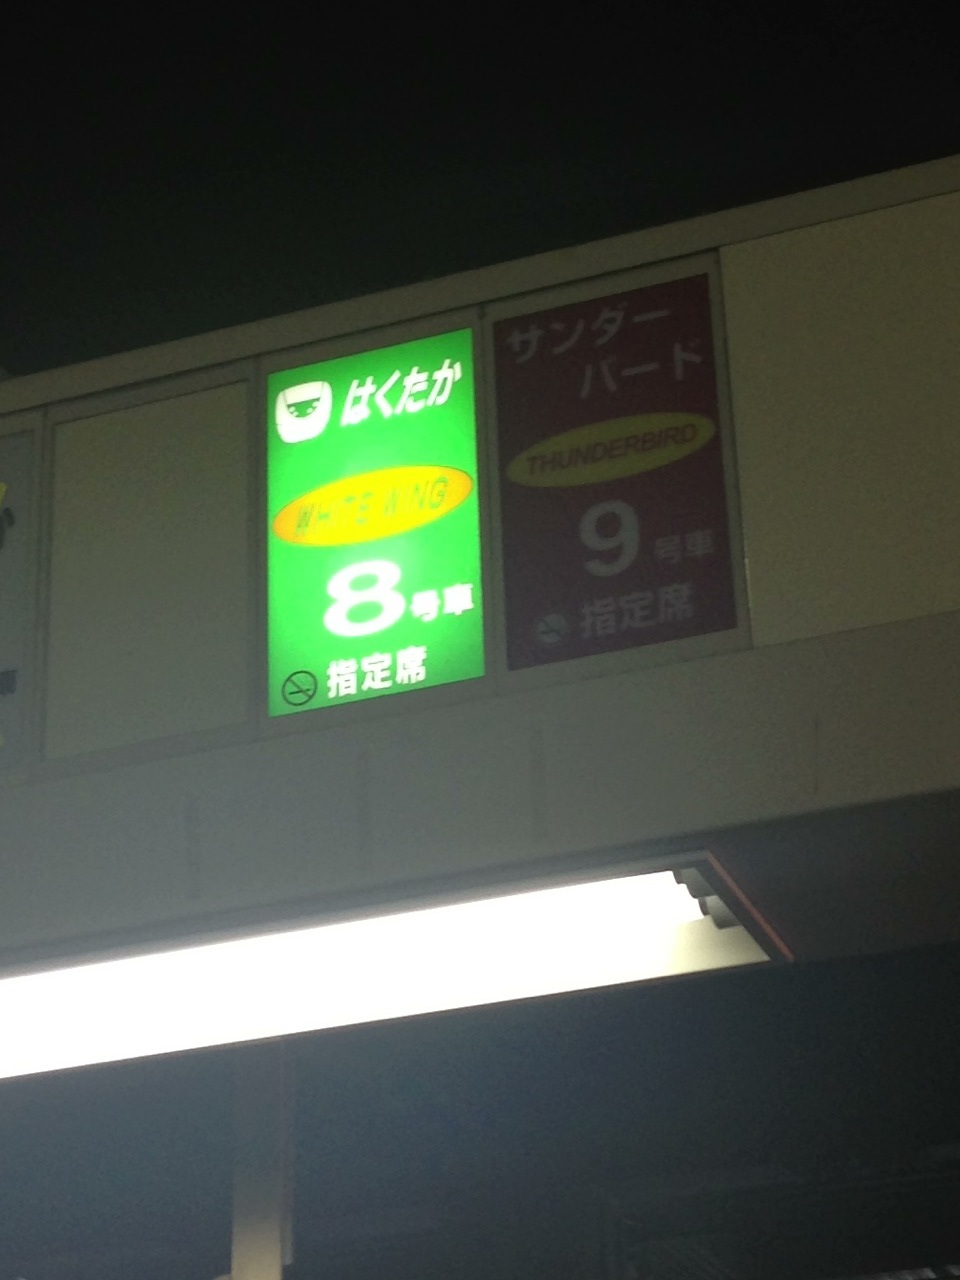 はくたか
WHITE WING
8号車
指定席
サンダー
バード
THUNDERBIRD
9号車
指定席